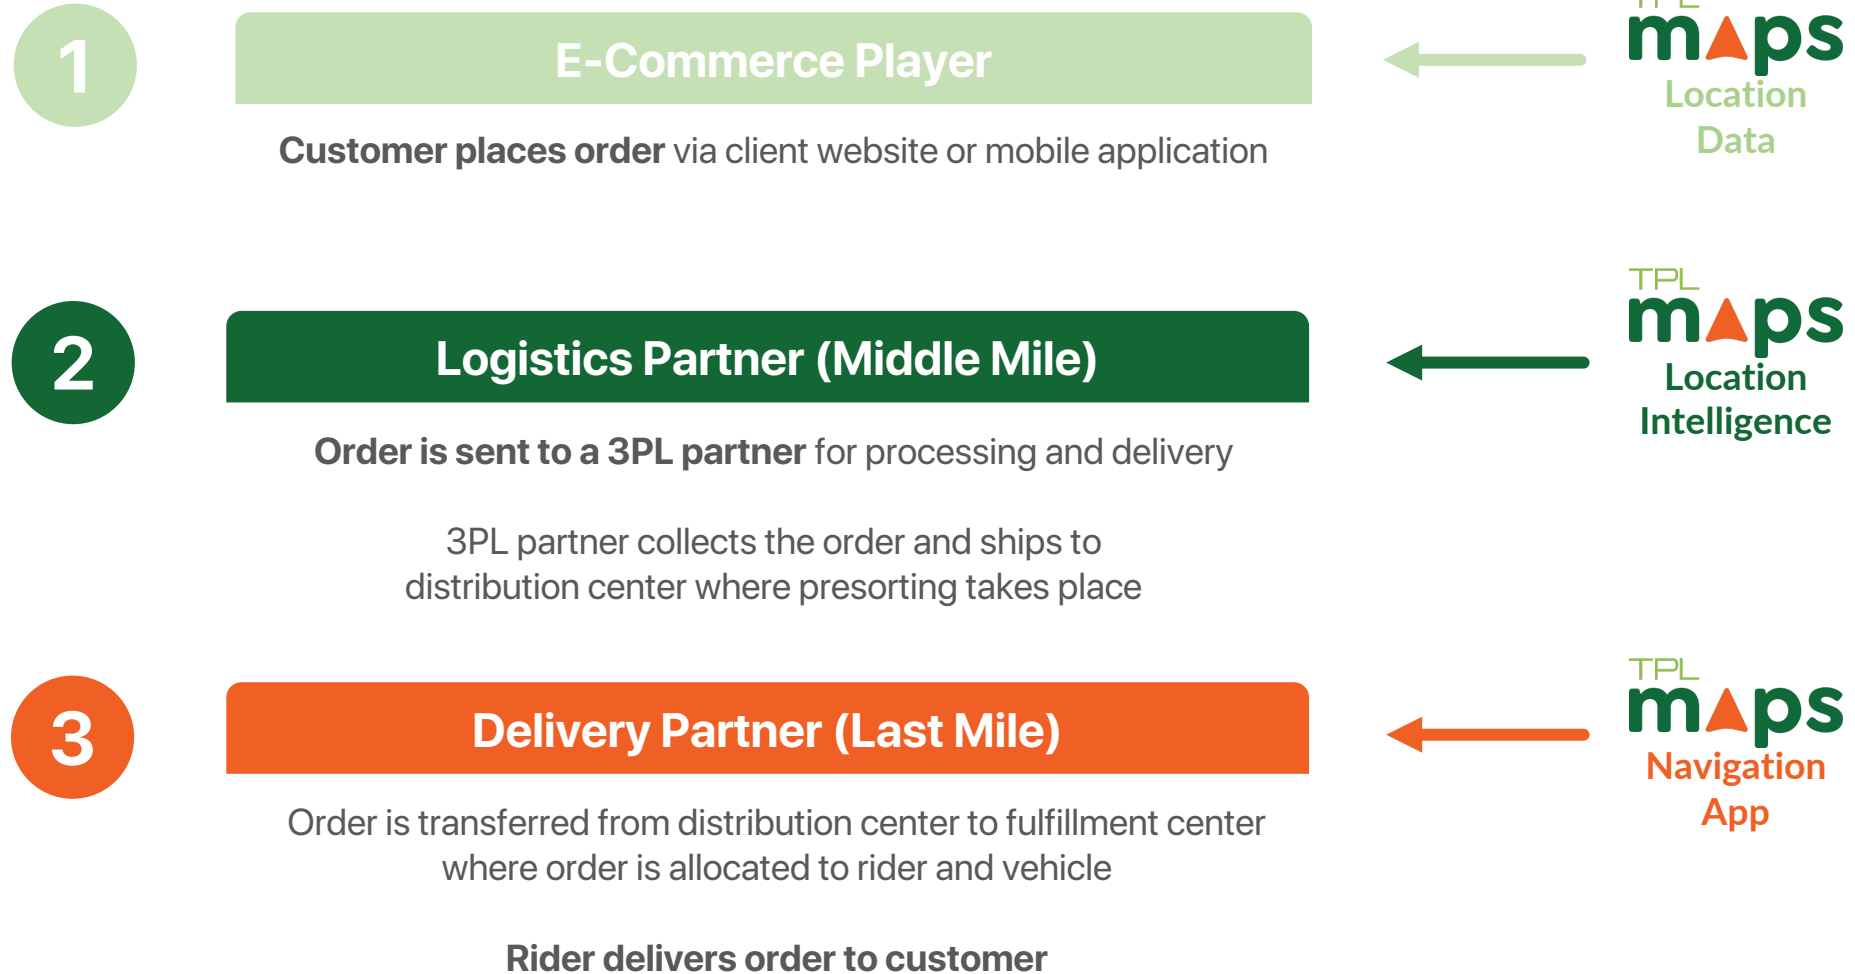 1
E-Commerce Player
TPL
maps
Location
Data
Customer places order via client website or mobile application
2
Logistics Partner (Middle Mile)
TPL
maps
Location
Intelligence
Order is sent to a 3PL partner for processing and delivery
3PL partner collects the order and ships to
distribution center where presorting takes place
3
Delivery Partner (Last Mile)
TPL
maps
Navigation
App
Order is transferred from distribution center to fulfillment center
where order is allocated to rider and vehicle
Rider delivers order to customer